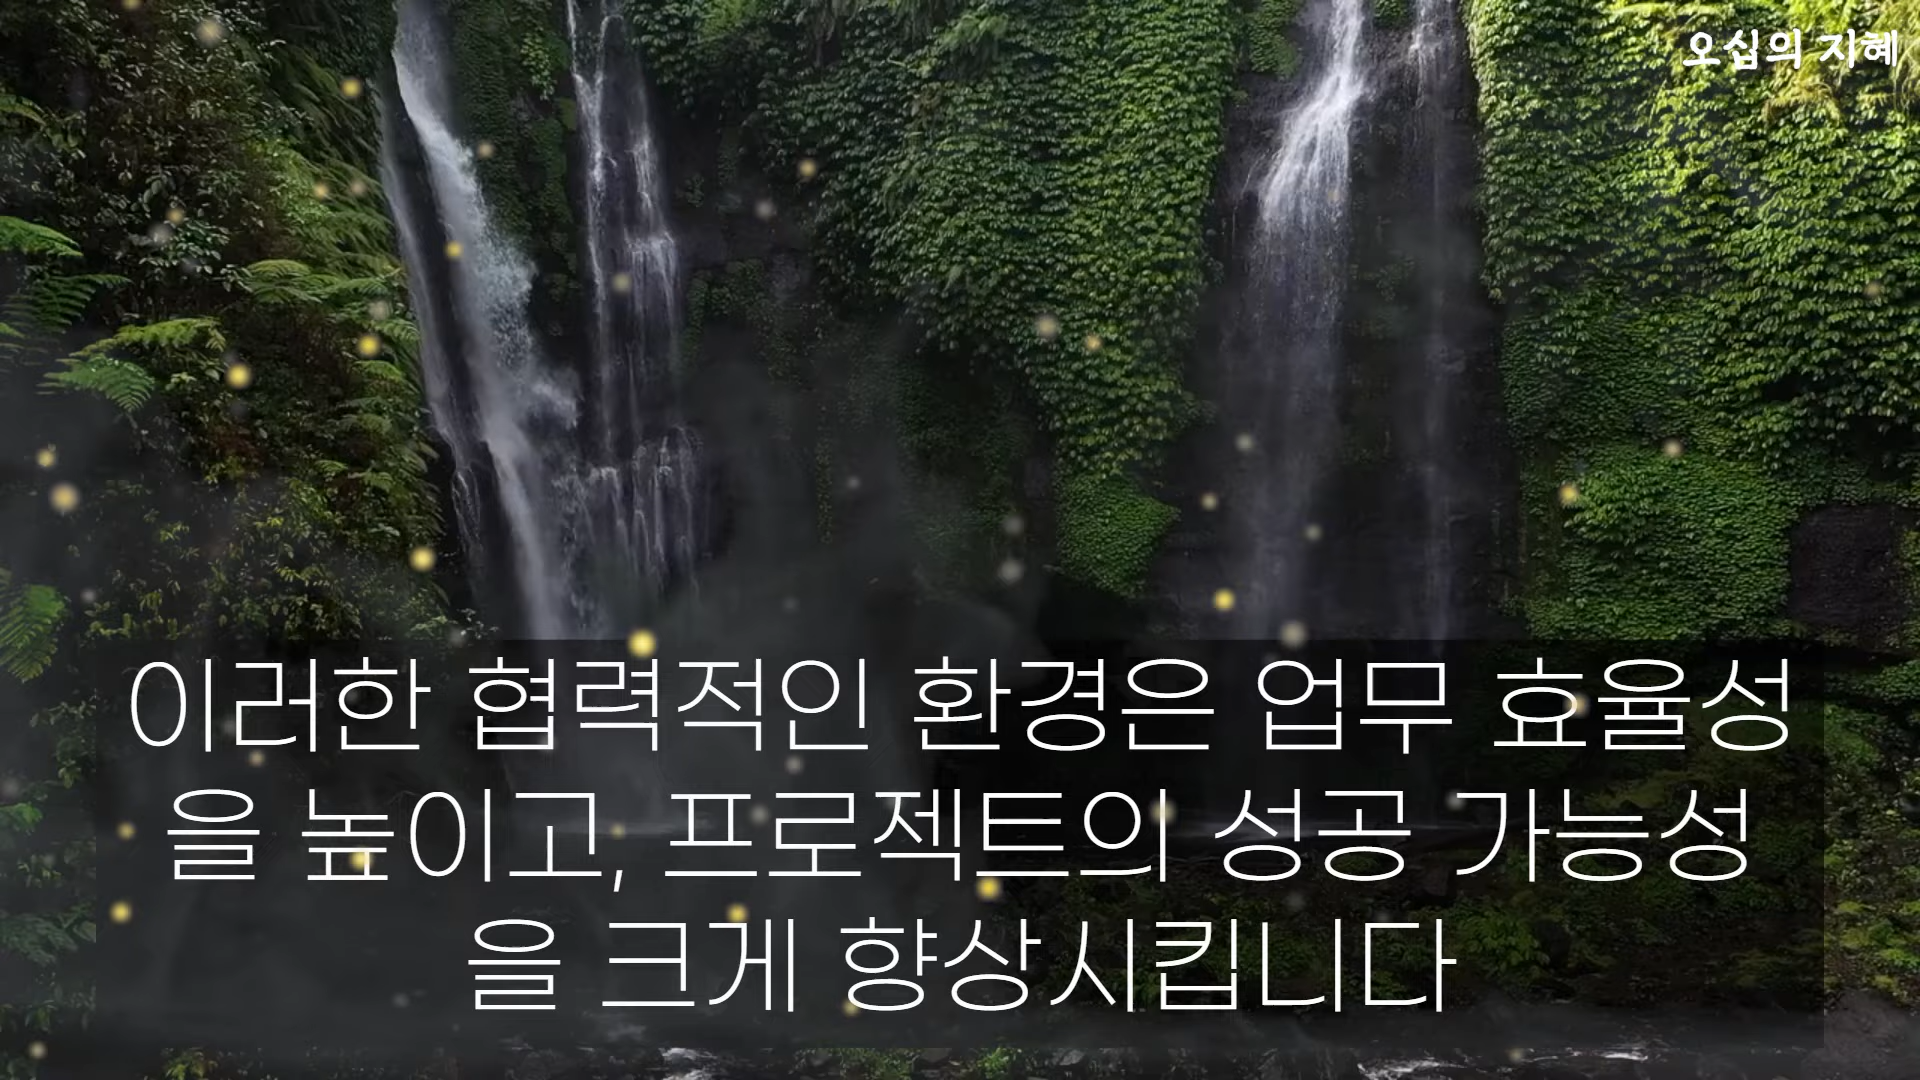 오십의 지혜
이러한 협력적인 환경은 업무 효율성
을 높이고, 프로젝트의 성공 가능성
을 크게 향상시킵니다